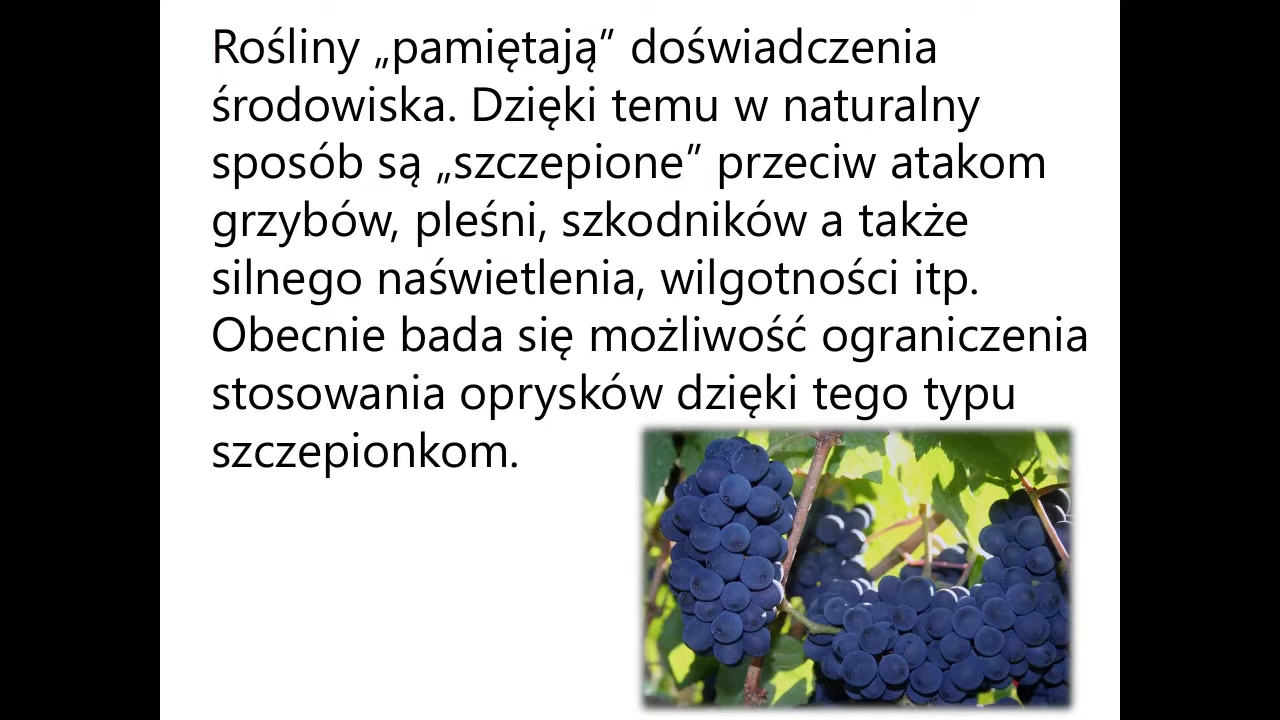 Rośliny „pamiętają” doświadczenia
środowiska. Dzięki temu w naturalny
sposób są „szczepione” przeciw atakom
grzybów, pleśni, szkodników a także
silnego naświetlenia, wilgotności itp.
Obecnie bada się możliwość ograniczenia
stosowania oprysków dzięki tego typu
szczepionkom.